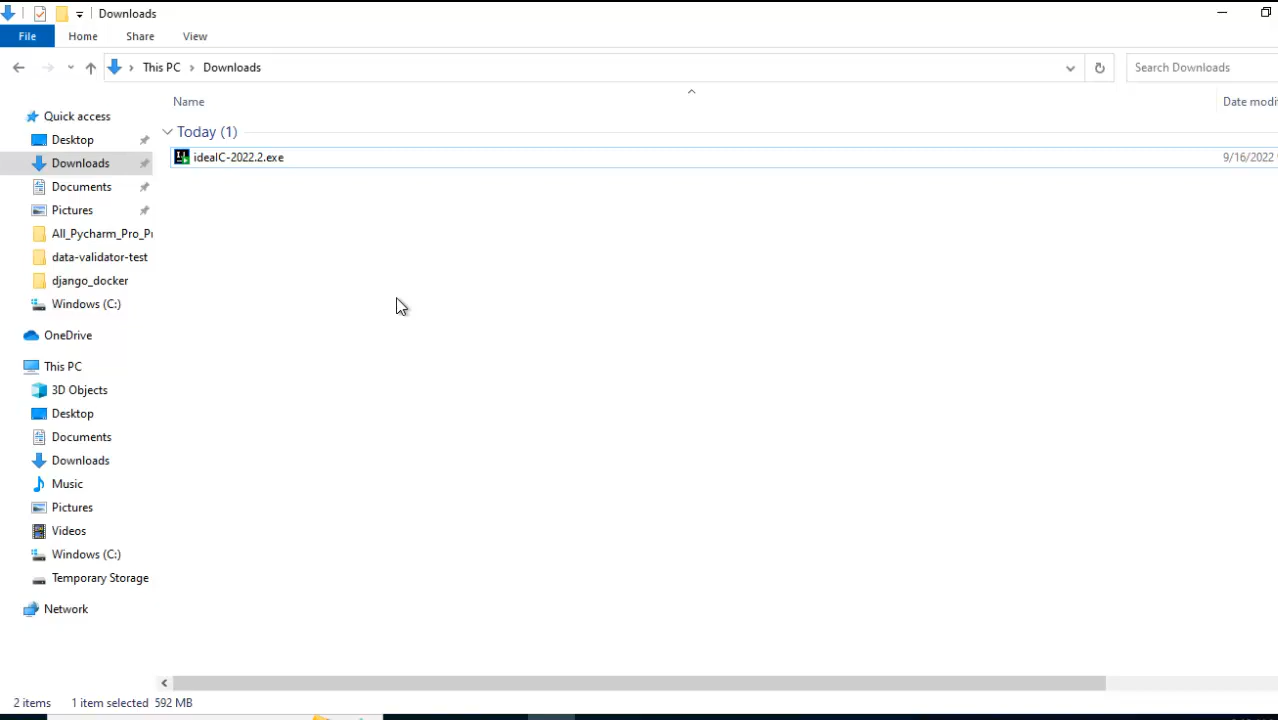 Downloads
File Home Share View
This PC > Downloads
Search Downloads
Name Date modi
Quick access
Today (1)
Desktop
ideaIC-2022.2.exe 9/16/2022
Downloads
Documents
Pictures
All_Pycharm_Pro_Pr
data-validator-test
django_docker
Windows (C:)
OneDrive
This PC
3D Objects
Desktop
Documents
Downloads
Music
Pictures
Videos
Windows (C:)
Temporary Storage
Network
2 items 1 item selected 592 MB